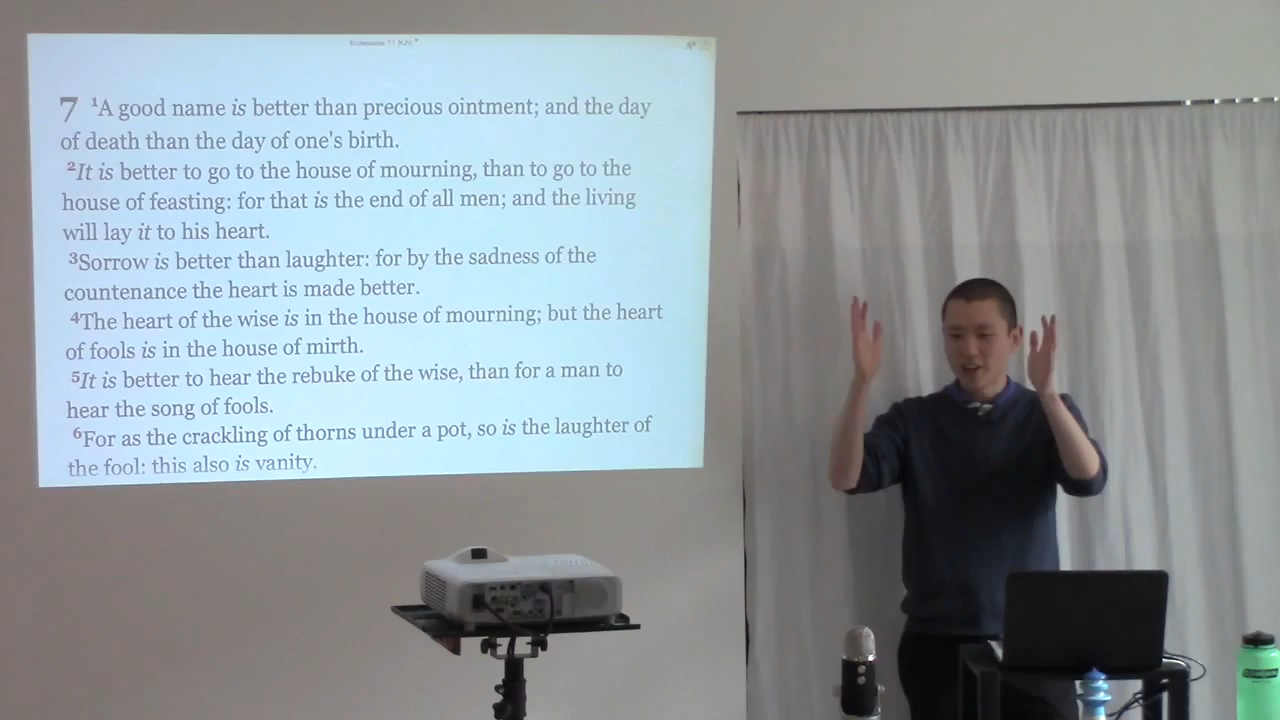 7 1A good name is better than precious ointment; and the day
of death than the day of one's birth.
2It is better to go to the house of mourning, than to go to the
house of feasting: for that is the end of all men; and the living
will lay it to his heart.
3Sorrow is better than laughter: for by the sadness of the
countenance the heart is made better.
4The heart of the wise is in the house of mourning; but the heart
of fools is in the house of mirth.
5It is better to hear the rebuke of the wise, than for a man to
hear the song of fools.
6For as the crackling of thorns under a pot, so is the laughter of
the fool: this also is vanity.